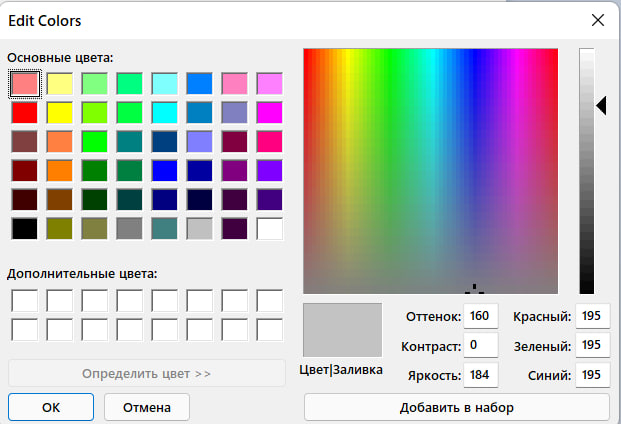 Edit Colors
Основные цвета:
Дополнительные цвета:
Определить цвет >>
OK
Отмена
Цвет|Заливка
Оттенок: 160
Контраст: 0
Яркость: 184
Красный: 195
Зеленый: 195
Синий: 195
Добавить в набор